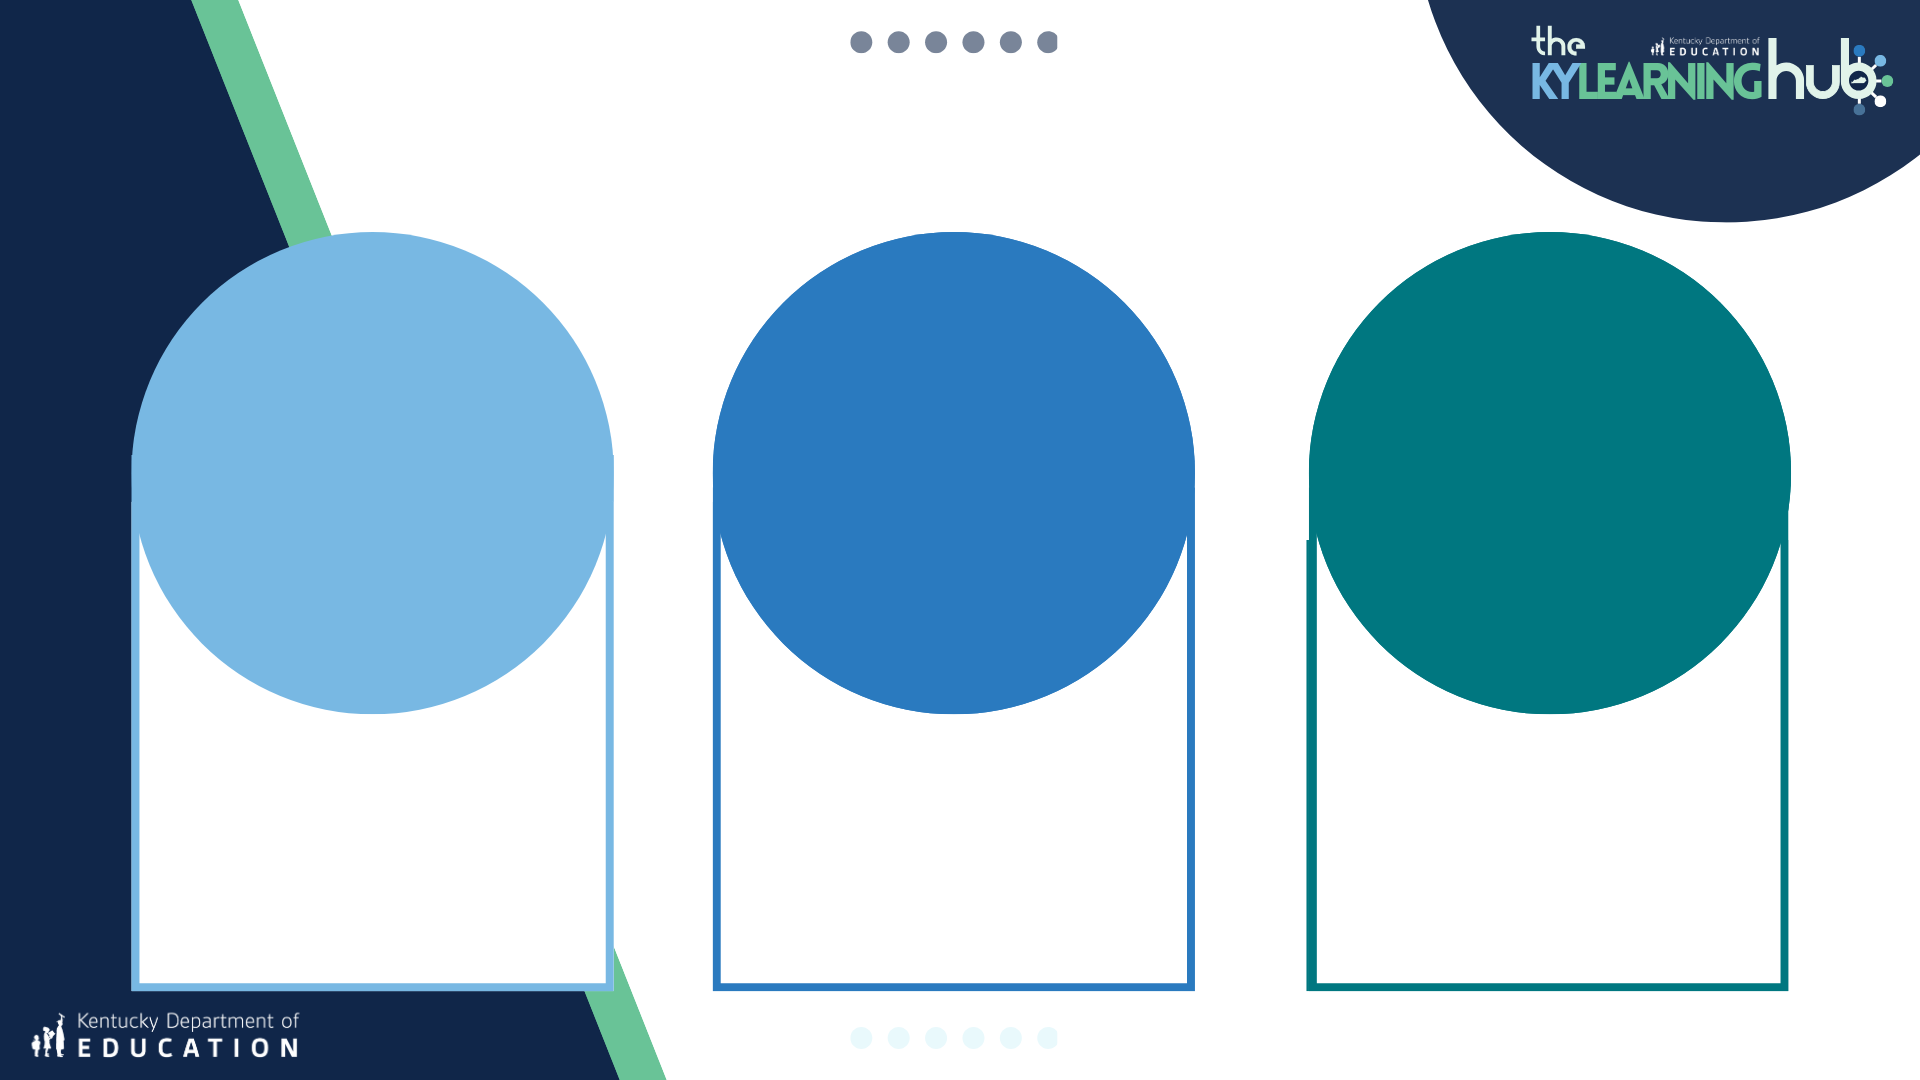 the
Kentucky Department of
EDUCATION
KYLEARNING hub
Kentucky Department of
EDUCATION